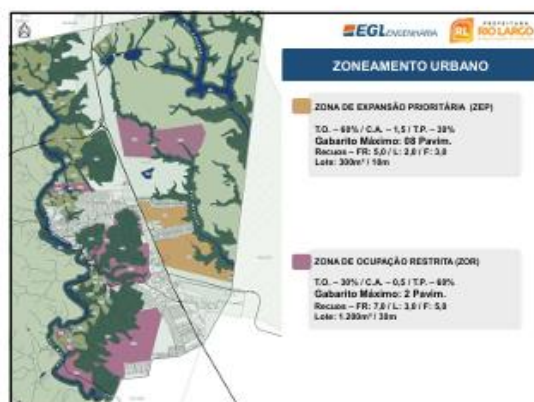 EGL ENGENHARIA
RL PREFEITURA
RIO LARGO
ZONEAMENTO URBANO
ZONA DE EXPANSÃO PRIORITÁRIA (ZEP)
T.O. – 60% / C.A. – 1,5 / T.P. – 30%
Gabarito Máximo: 08 Pavim.
Recuos – FR: 5,0 / L: 2,0 / F: 3,0
Lote: 300m² / 10m
ZONA DE OCUPAÇÃO RESTRITA (ZOR)
T.O. – 30% / C.A. – 0,5 / T.P. – 60%
Gabarito Máximo: 2 Pavim.
Recuos – FR: 7,0 / L: 3,0 / F: 5,0
Lote: 1.200m² / 30m